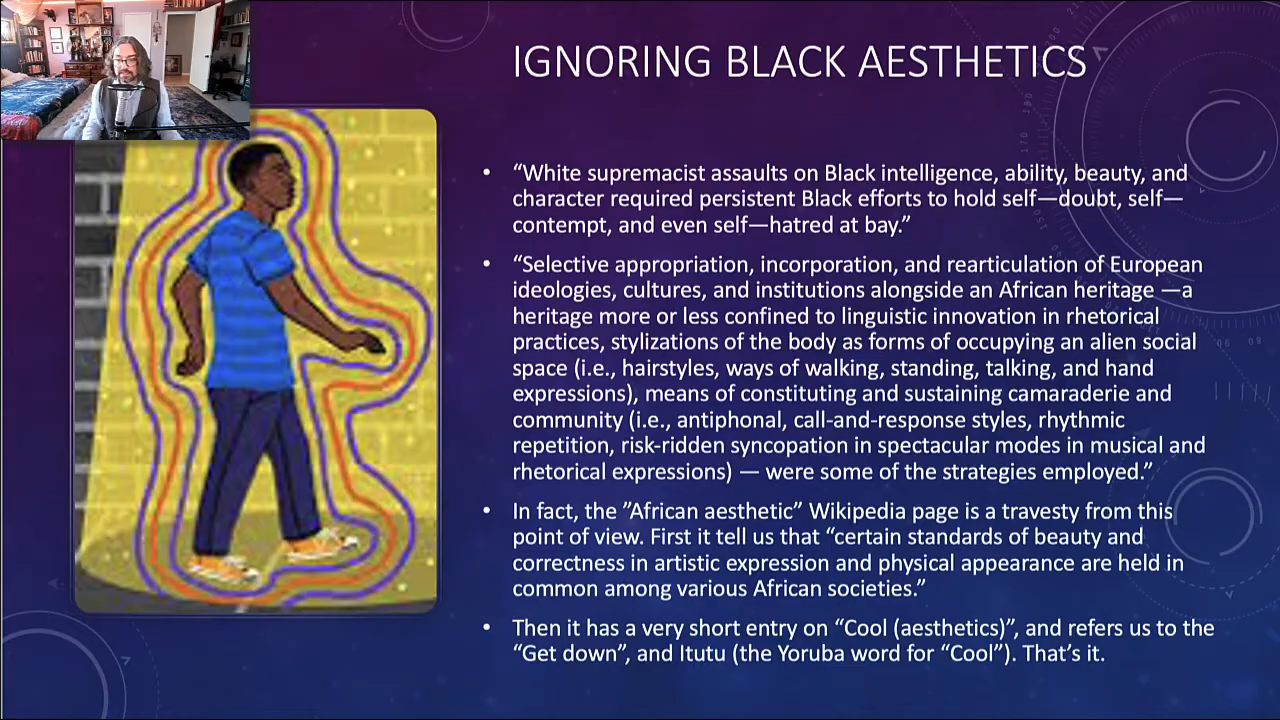 IGNORING BLACK AESTHETICS
• “White supremacist assaults on Black intelligence, ability, beauty, and
character required persistent Black efforts to hold self—doubt, self—
contempt, and even self—hatred at bay.”
• “Selective appropriation, incorporation, and rearticulation of European
ideologies, cultures, and institutions alongside an African heritage —a
heritage more or less confined to linguistic innovation in rhetorical
practices, stylizations of the body as forms of occupying an alien social
space (i.e., hairstyles, ways of walking, standing, talking, and hand
expressions), means of constituting and sustaining camaraderie and
community (i.e., antiphonal, call-and-response styles, rhythmic
repetition, risk-ridden syncopation in spectacular modes in musical and
rhetorical expressions) — were some of the strategies employed.”
• In fact, the ”African aesthetic” Wikipedia page is a travesty from this
point of view. First it tell us that “certain standards of beauty and
correctness in artistic expression and physical appearance are held in
common among various African societies.”
• Then it has a very short entry on “Cool (aesthetics)”, and refers us to the
“Get down”, and Itutu (the Yoruba word for “Cool”). That’s it.